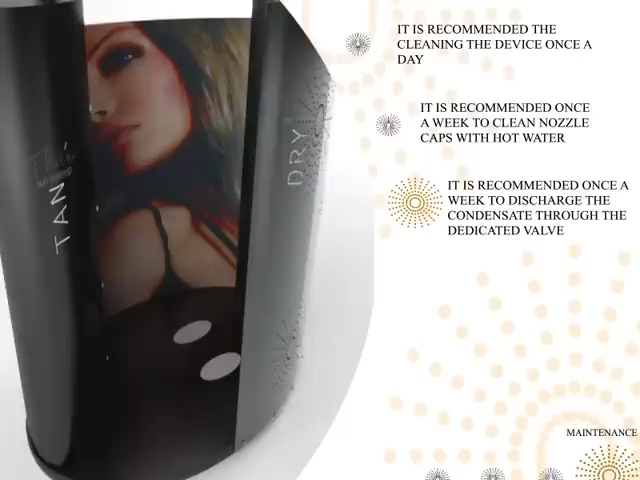 IT IS RECOMMENDED THE
CLEANING THE DEVICE ONCE A
DAY
IT IS RECOMMENDED ONCE
A WEEK TO CLEAN NOZZLE
CAPS WITH HOT WATER
IT IS RECOMMENDED ONCE A
WEEK TO DISCHARGE THE
CONDENSATE THROUGH THE
DEDICATED VALVE
TAN
DRY
MAINTENANCE